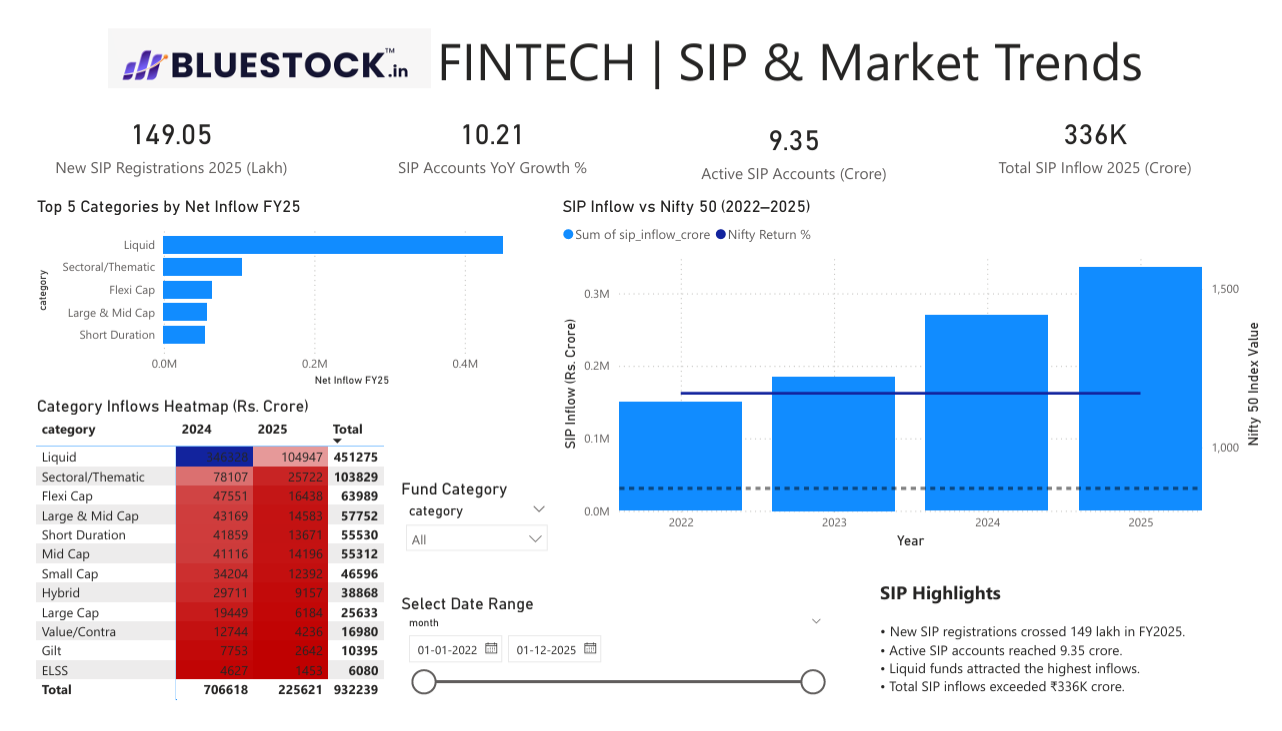 BLUESTOCK.in™ FINTECH | SIP & Market Trends
149.05
New SIP Registrations 2025 (Lakh)
10.21
SIP Accounts YoY Growth %
9.35
Active SIP Accounts (Crore)
336K
Total SIP Inflow 2025 (Crore)
Top 5 Categories by Net Inflow FY25
category
Liquid
Sectoral/Thematic
Flexi Cap
Large & Mid Cap
Short Duration
0.0M 0.2M 0.4M
Net Inflow FY25
SIP Inflow vs Nifty 50 (2022–2025)
Sum of sip_inflow_crore Nifty Return %
SIP Inflow (Rs. Crore)
0.3M
0.2M
0.1M
0.0M
1,500
1,000
Nifty 50 Index Value
2022 2023 2024 2025
Year
Category Inflows Heatmap (Rs. Crore)
category 2024 2025 Total
Liquid 104947 451275
Sectoral/Thematic 78107 25722 103829
Flexi Cap 47551 16438 63989
Large & Mid Cap 43169 14583 57752
Short Duration 41859 13671 55530
Mid Cap 41116 14196 55312
Small Cap 34204 12392 46596
Hybrid 29711 9157 38868
Large Cap 19449 6184 25633
Value/Contra 12744 4236 16980
Gilt 7753 2642 10395
ELSS 4627 1453 6080
Total 706618 225621 932239
Fund Category
category
All
Select Date Range
month
01-01-2022 01-12-2025
SIP Highlights
• New SIP registrations crossed 149 lakh in FY2025.
• Active SIP accounts reached 9.35 crore.
• Liquid funds attracted the highest inflows.
• Total SIP inflows exceeded ₹336K crore.